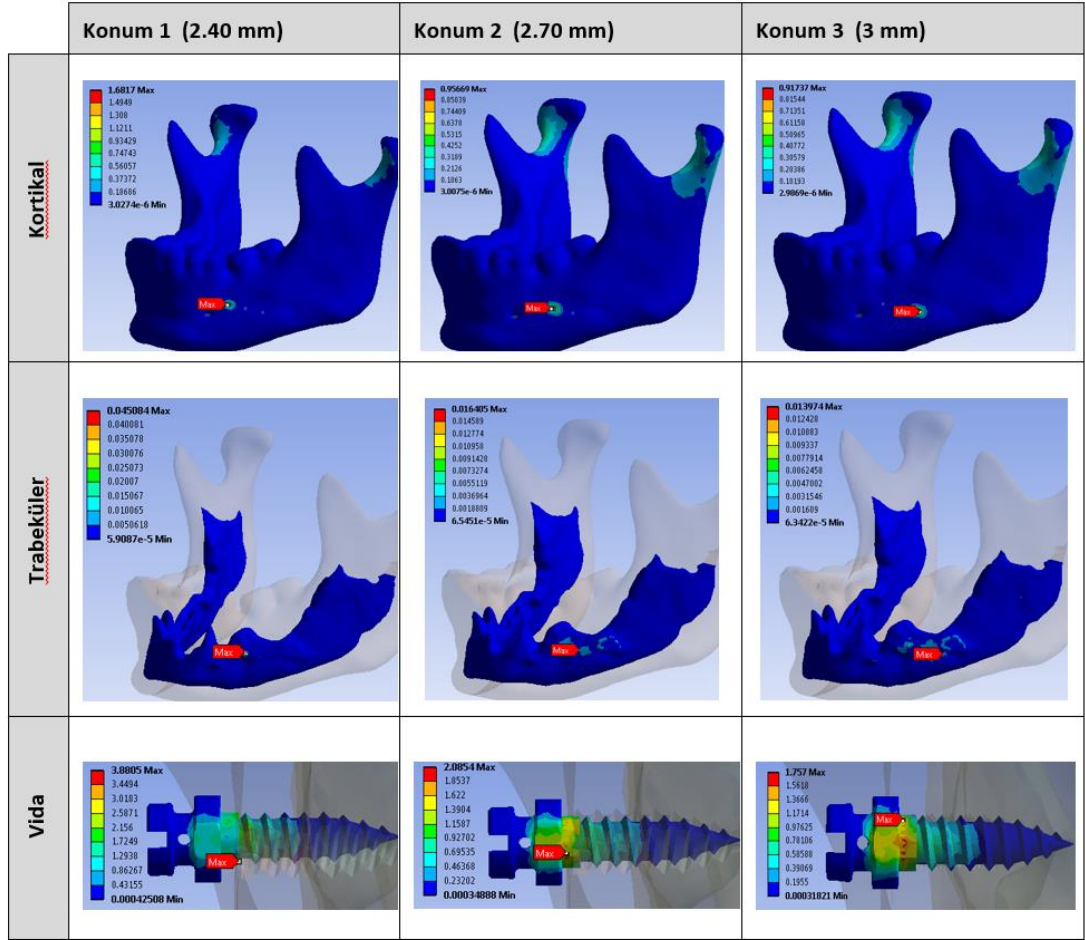 Konum 1 (2.40 mm)
Konum 2 (2.70 mm)
Konum 3 (3 mm)
Kortikal
1.6817 Max
1.4949
1.308
1.1211
0.93429
0.74743
0.56057
0.37372
0.18686
3.0274e-6 Min
Max
0.95669 Max
0.85039
0.74409
0.6378
0.5315
0.4252
0.3189
0.2126
0.1063
3.0075e-6 Min
Max
0.91737 Max
0.81544
0.71351
0.61158
0.50965
0.40772
0.30579
0.20386
0.10193
2.9869e-6 Min
Max
Trabeküler
0.045084 Max
0.040081
0.035078
0.030076
0.025073
0.02007
0.015067
0.010065
0.0050618
5.9087e-5 Min
Max
0.016405 Max
0.014589
0.012774
0.010958
0.0091428
0.0073274
0.0055119
0.0036964
0.0018809
6.5451e-5 Min
Max
0.013974 Max
0.012428
0.010883
0.009337
0.0077914
0.0062458
0.0047002
0.0031546
0.001609
6.3422e-5 Min
Max
Vida
3.8805 Max
3.4494
3.0183
2.5871
2.156
1.7249
1.2938
0.86267
0.43155
0.00042508 Min
Max
2.0854 Max
1.8537
1.622
1.3904
1.1587
0.92702
0.69535
0.46368
0.23202
0.00034888 Min
Max
1.757 Max
1.5618
1.3666
1.1714
0.97625
0.78106
0.58588
0.39069
0.1955
0.00031821 Min
Max